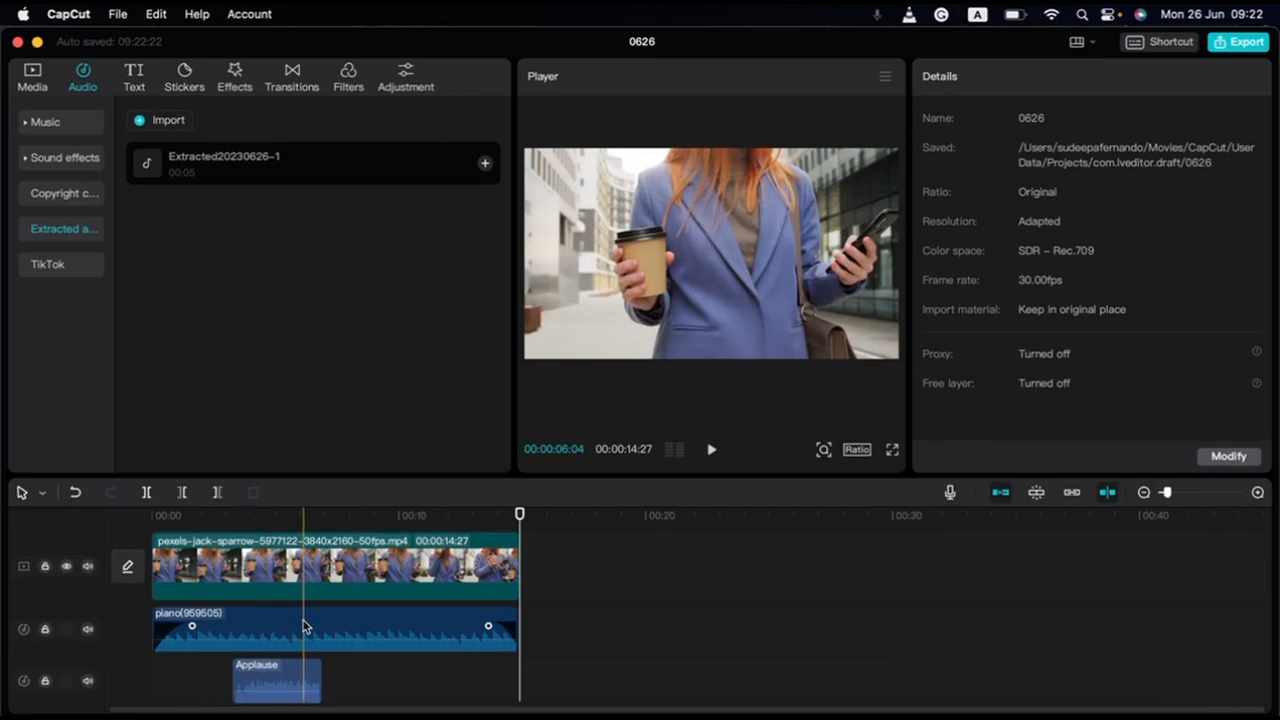 CapCut File Edit Help Account A Mon 26 Jun 09:22
Auto saved: 09:22:22 0626 Shortcut Export
Media Audio Text Stickers Effects Transitions Filters Adjustment
Music
Sound effects
Copyright c...
Extracted a...
TikTok
Import
Extracted20230626-1
00:05
Player
00:00:06:04 00:00:14:27 Ratio
Details
Name: 0626
Saved: /Users/sudeepafernando/Movies/CapCut/User
Data/Projects/com.lveditor.draft/0626
Ratio: Original
Resolution: Adapted
Color space: SDR – Rec.709
Frame rate: 30.00fps
Import material: Keep in original place
Proxy: Turned off
Free layer: Turned off
Modify
00:00 00:10 00:20 00:30 00:40
pexels-jack-sparrow-5977122-3840x2160-50fps.mp4 00:00:14:27
piano(959505)
Applause